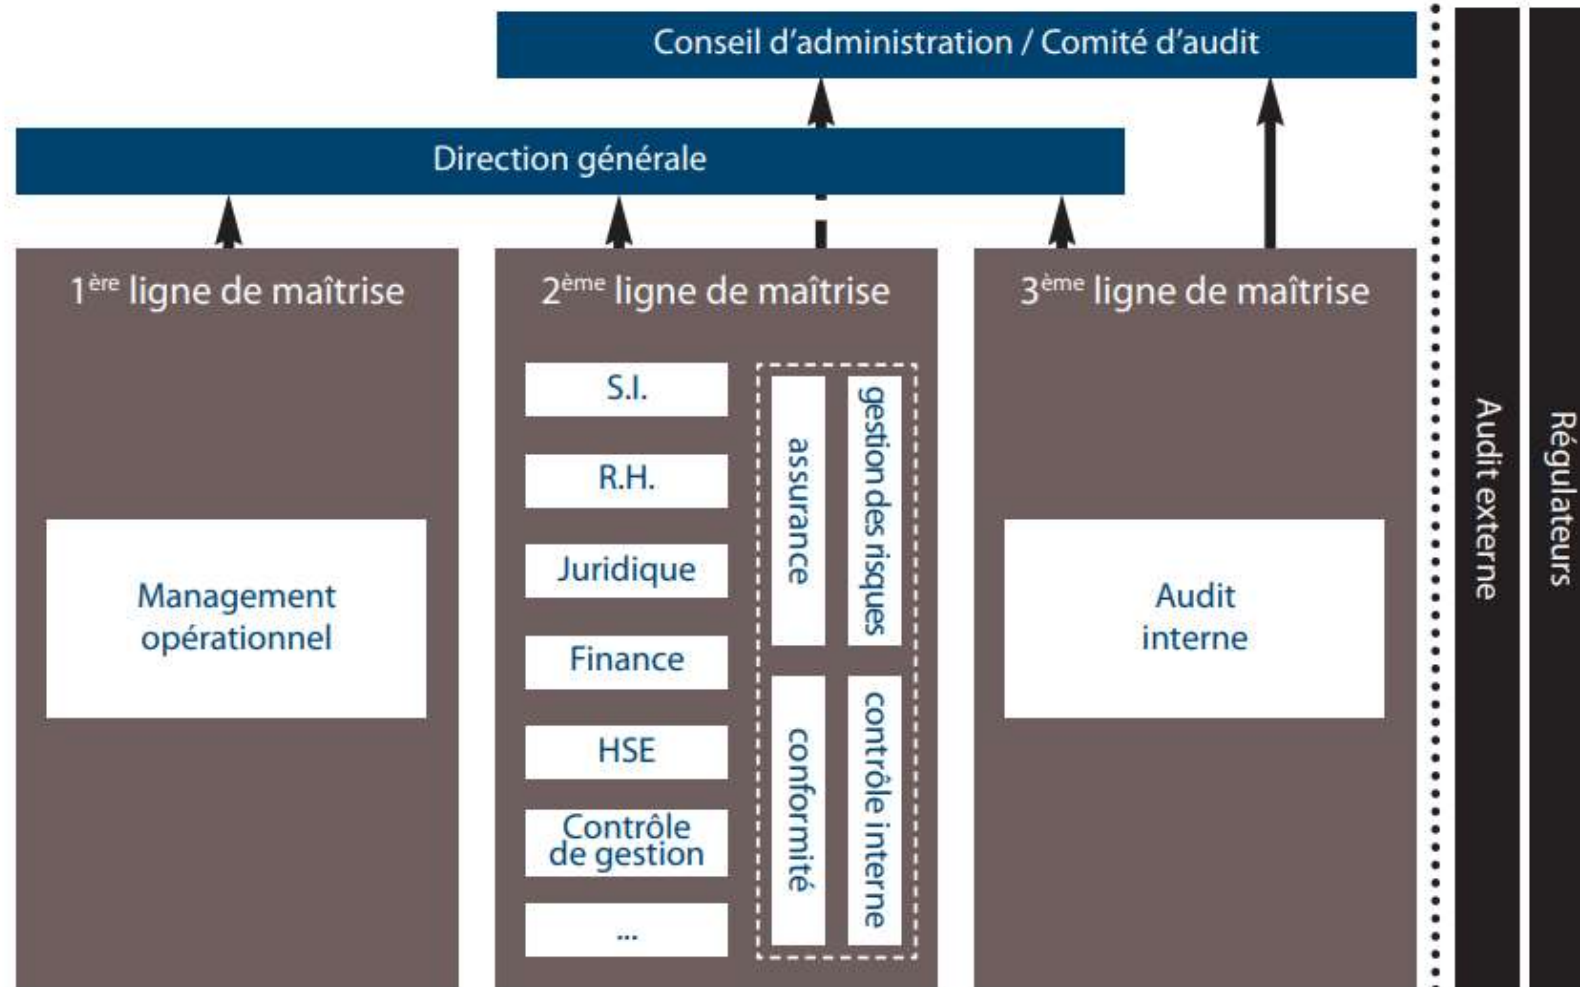 Conseil d’administration / Comité d’audit
Direction générale
1ère ligne de maîtrise
Management
opérationnel
2ème ligne de maîtrise
S.I.
R.H.
Juridique
Finance
HSE
Contrôle
de gestion
...
assurance
gestion des risques
conformité
contrôle interne
3ème ligne de maîtrise
Audit
interne
Audit externe
Régulateurs